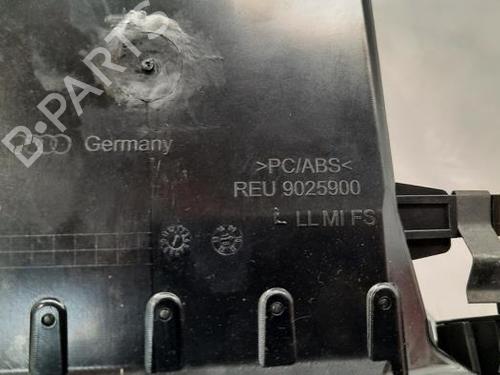 B-PARTS
Germany
>PC/ABS<
REU 9025900
L LL MI FS